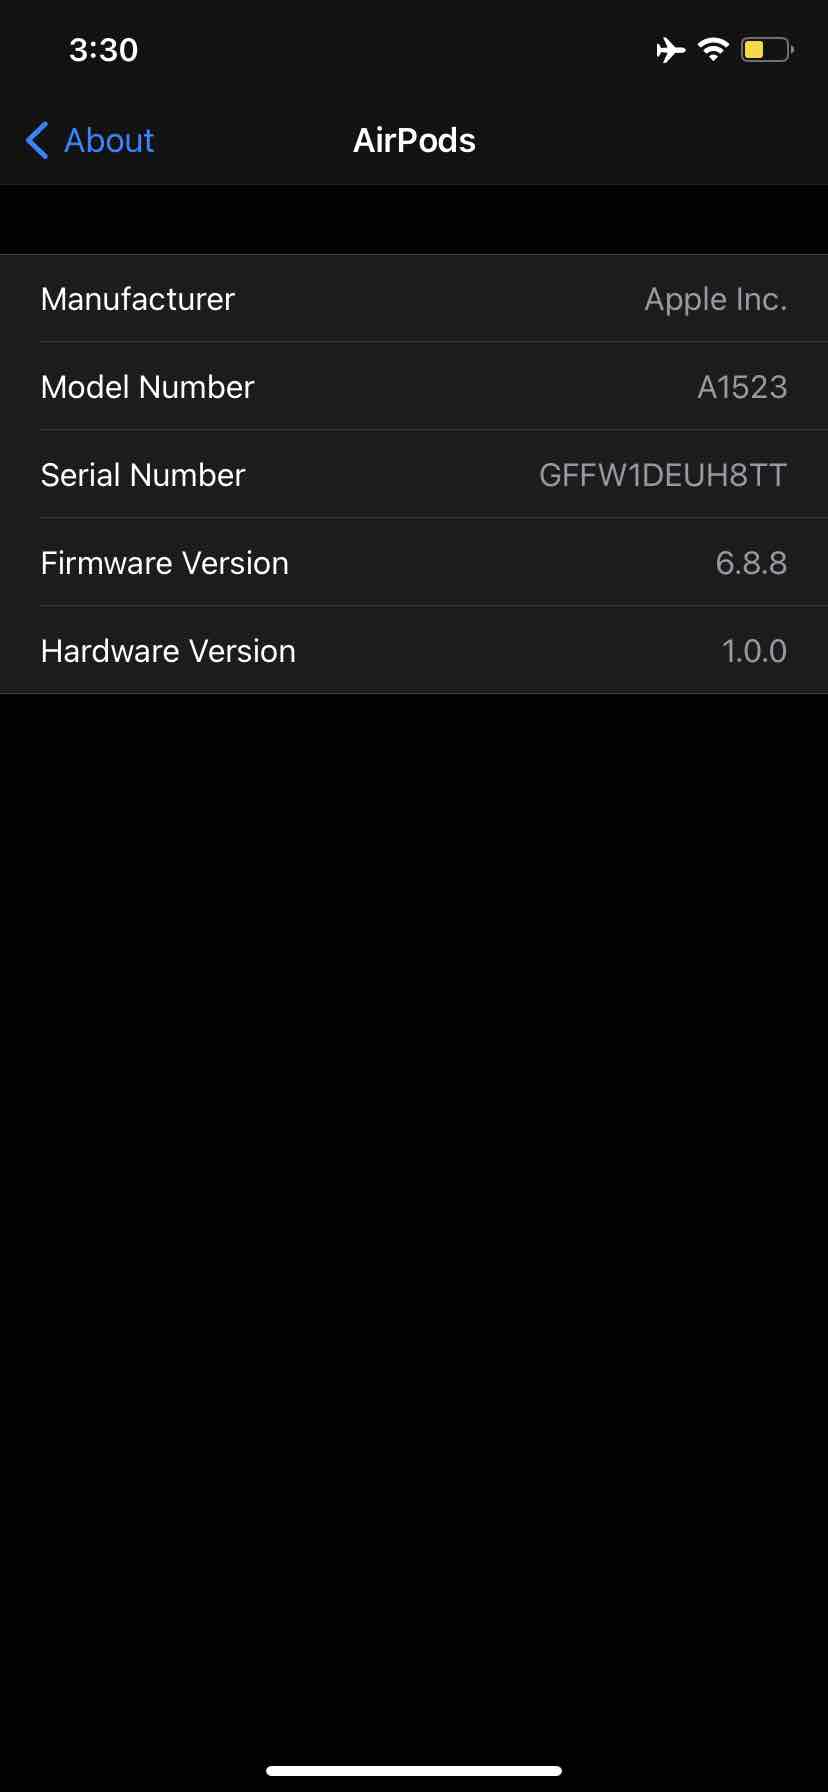 3:30
About
AirPods
Manufacturer Apple Inc.
Model Number A1523
Serial Number GFFW1DEUH8TT
Firmware Version 6.8.8
Hardware Version 1.0.0